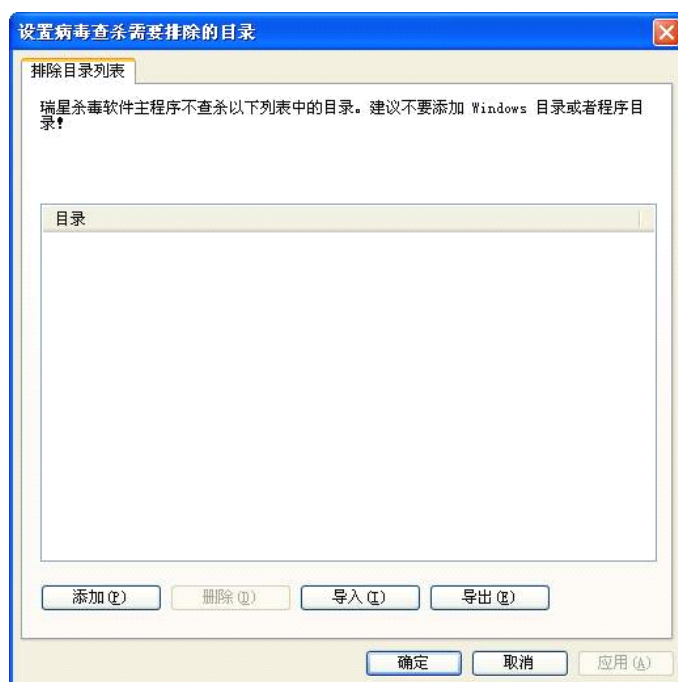 设置病毒查杀需要排除的目录
排除目录列表
瑞星杀毒软件主程序不查杀以下列表中的目录。建议不要添加 Windows 目录或者程序目
录!
目录
添加(P) 删除(D) 导入(I) 导出(E)
确定 取消 应用(A)